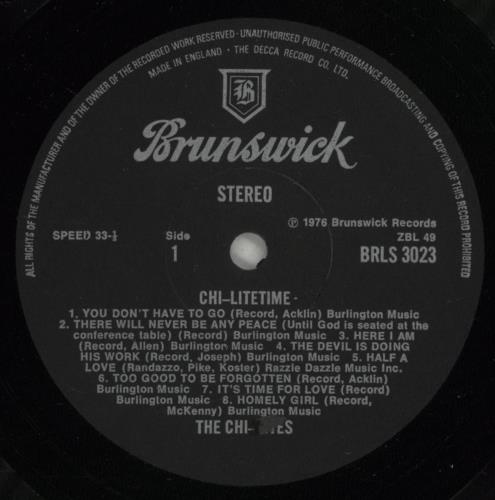 ALL RIGHTS OF THE MANUFACTURER AND OF THE OWNER OF THE RECORDED WORK RESERVED · UNAUTHORISED PUBLIC PERFORMANCE BROADCASTING AND COPYING OF THIS RECORD PROHIBITED
MADE IN ENGLAND · THE DECCA RECORD CO. LTD.
B
Brunswick
STEREO
℗ 1976 Brunswick Records
SPEED 33-⅓ Side ZBL 49
1 BRLS 3023
CHI-LITETIME -
1. YOU DON'T HAVE TO GO (Record, Acklin) Burlington Music
2. THERE WILL NEVER BE ANY PEACE (Until God is seated at the
conference table) (Record) Burlington Music 3. HERE I AM
(Record, Allen) Burlington Music 4. THE DEVIL IS DOING
HIS WORK (Record, Joseph) Burlington Music 5. HALF A
LOVE (Randazzo, Pike, Koster) Razzle Dazzle Music Inc.
6. TOO GOOD TO BE FORGOTTEN (Record, Acklin)
Burlington Music 7. IT'S TIME FOR LOVE (Record)
Burlington Music 8. HOMELY GIRL (Record,
McKenny) Burlington Music
THE CHI-